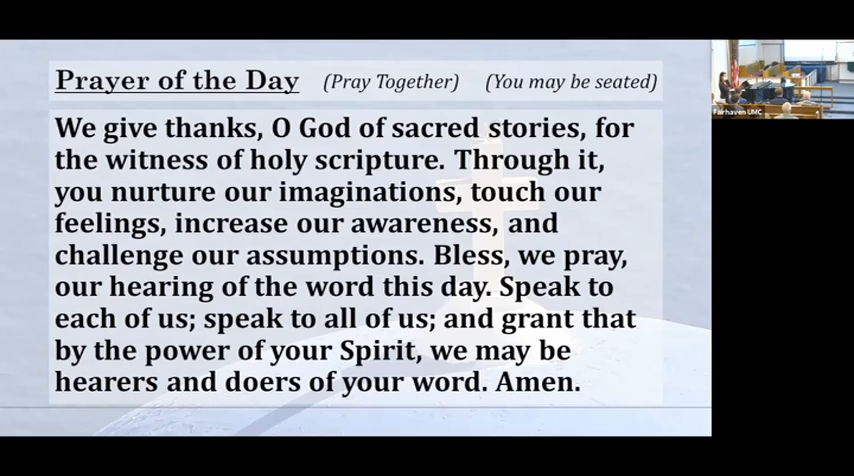 Prayer of the Day (Pray Together) (You may be seated)
We give thanks, O God of sacred stories, for
the witness of holy scripture. Through it,
you nurture our imaginations, touch our
feelings, increase our awareness, and
challenge our assumptions. Bless, we pray,
our hearing of the word this day. Speak to
each of us; speak to all of us; and grant that
by the power of your Spirit, we may be
hearers and doers of your word. Amen.
Fairhaven UMC